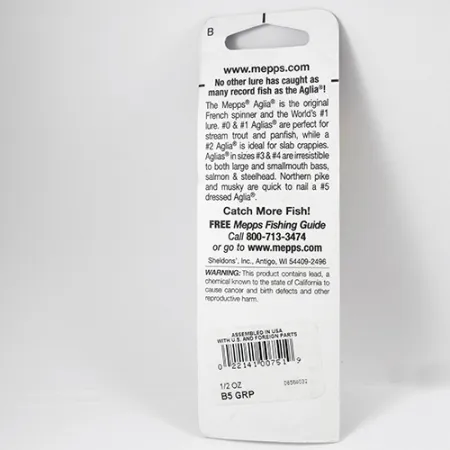 B
www.mepps.com
No other lure has caught as
many record fish as the Aglia®!
The Mepps® Aglia® is the original
French spinner and the World's #1
lure. #0 & #1 Aglias® are perfect for
stream trout and panfish, while a
#2 Aglia® is ideal for slab crappies.
Aglias® in sizes #3 & #4 are irresistible
to both large and smallmouth bass,
salmon & steelhead. Northern pike
and musky are quick to nail a #5
dressed Aglia®.
Catch More Fish!
FREE Mepps Fishing Guide
Call 800-713-3474
or go to www.mepps.com
Sheldons', Inc., Antigo, WI 54409-2496
WARNING: This product contains lead, a
chemical known to the state of California to
cause cancer and birth defects and other
reproductive harm.
ASSEMBLED IN USA
WITH U.S. AND FOREIGN PARTS
0 22141 00751 9
1/2 OZ
B5 GRP